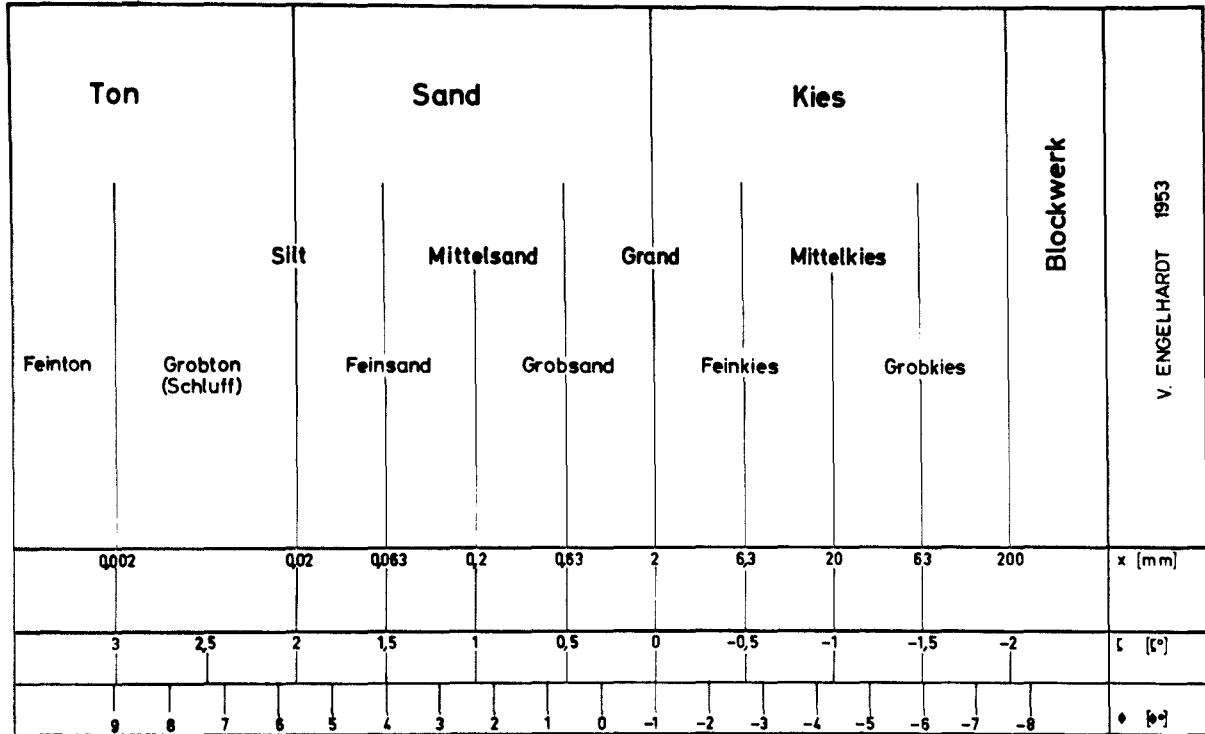 Ton Sand Kies
Blockwerk
V. ENGELHARDT 1953
Silt Mittelsand Grand Mittelkies
Feinton Grobton Feinsand Grobsand Feinkies Grobkies
(Schluff)
0,002 0,02 0,063 0,2 0,63 2 6,3 20 63 200 x [mm]
3 2,5 2 1,5 1 0,5 0 -0,5 -1 -1,5 -2 ζ [ζ°]
9 8 7 6 5 4 3 2 1 0 -1 -2 -3 -4 -5 -6 -7 -8 ϕ [ϕ°]